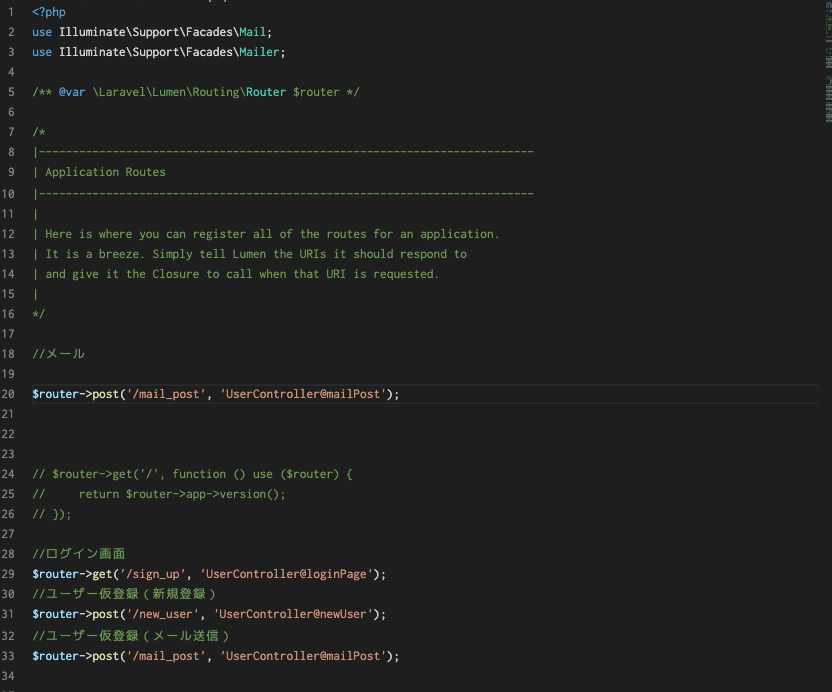 1 <?php
2 use Illuminate\Support\Facades\Mail;
3 use Illuminate\Support\Facades\Mailer;
4
5 /** @var \Laravel\Lumen\Routing\Router $router */
6
7 /*
8 |--------------------------------------------------------------------------
9 | Application Routes
10 |--------------------------------------------------------------------------
11 |
12 | Here is where you can register all of the routes for an application.
13 | It is a breeze. Simply tell Lumen the URIs it should respond to
14 | and give it the Closure to call when that URI is requested.
15 |
16 */
17
18 //メール
19
20 $router->post('/mail_post', 'UserController@mailPost');
21
22
23
24 // $router->get('/', function () use ($router) {
25 //     return $router->app->version();
26 // });
27
28 //ログイン画面
29 $router->get('/sign_up', 'UserController@loginPage');
30 //ユーザー仮登録(新規登録)
31 $router->post('/new_user', 'UserController@newUser');
32 //ユーザー仮登録(メール送信)
33 $router->post('/mail_post', 'UserController@mailPost');
34